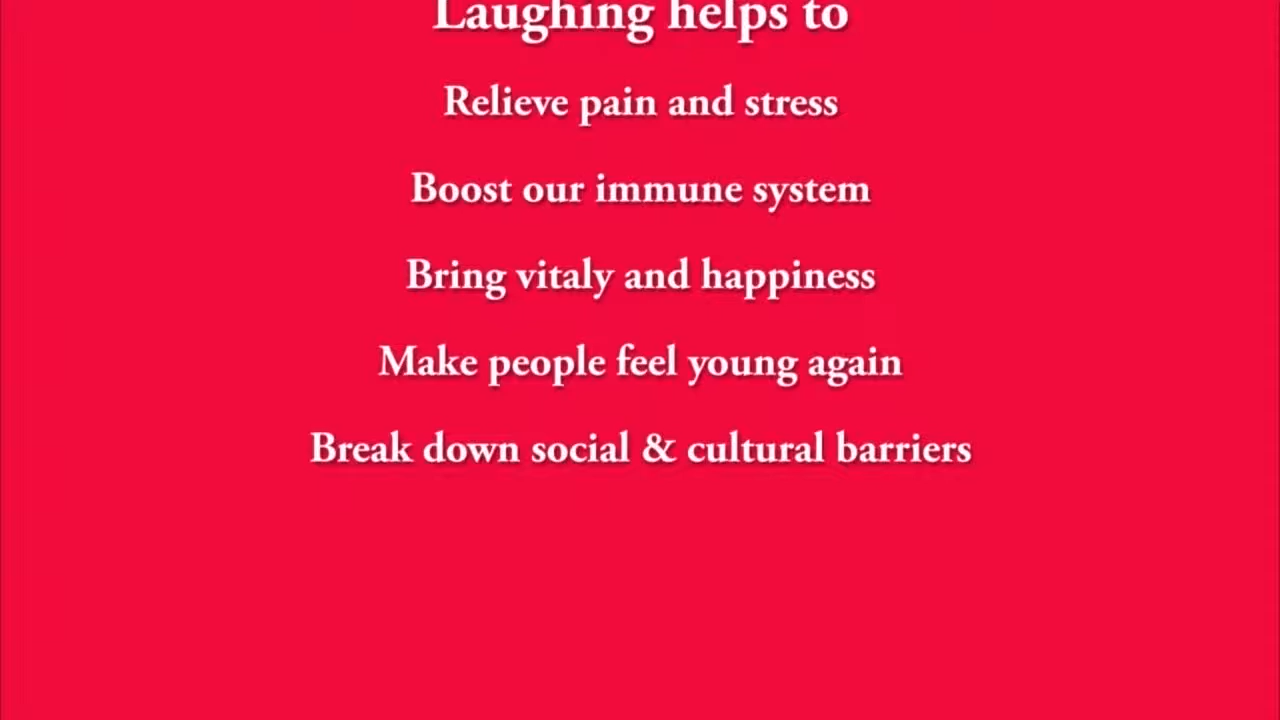 Laughing helps to
Relieve pain and stress
Boost our immune system
Bring vitaly and happiness
Make people feel young again
Break down social & cultural barriers